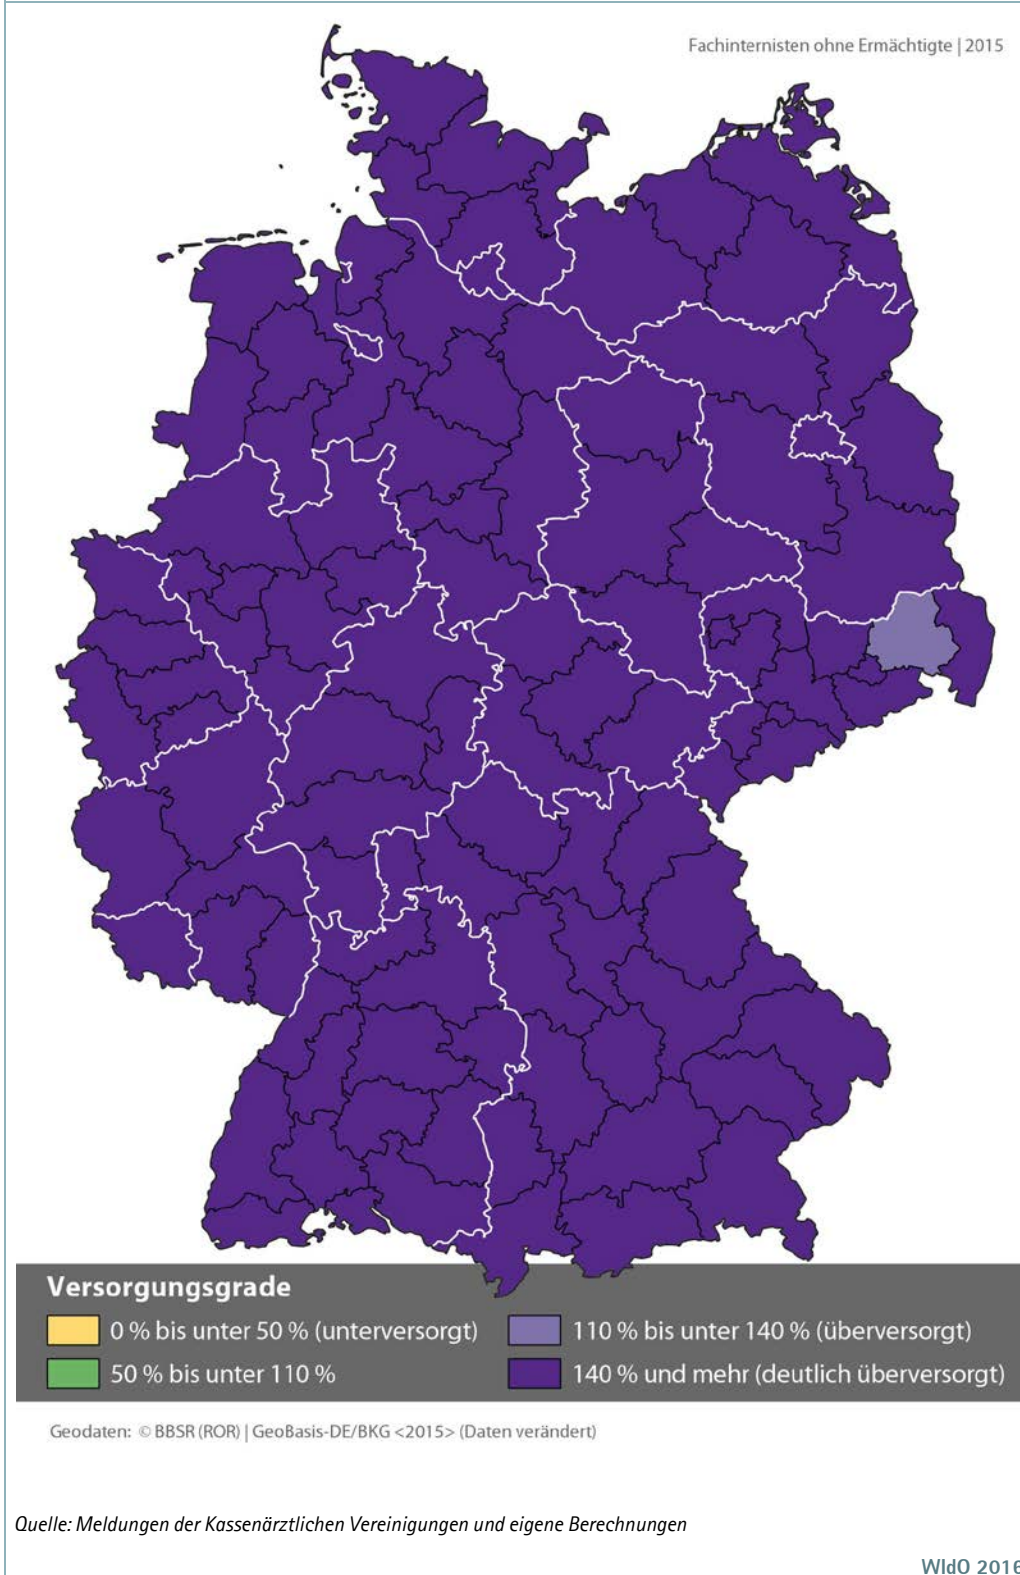 Fachinternisten ohne Ermächtigte | 2015
Versorgungsgrade
0 % bis unter 50 % (unterversorgt)
110 % bis unter 140 % (überversorgt)
50 % bis unter 110 %
140 % und mehr (deutlich überversorgt)
Geodaten: © BBSR (ROR) | GeoBasis-DE/BKG <2015> (Daten verändert)
Quelle: Meldungen der Kassenärztlichen Vereinigungen und eigene Berechnungen
WIdO 2016